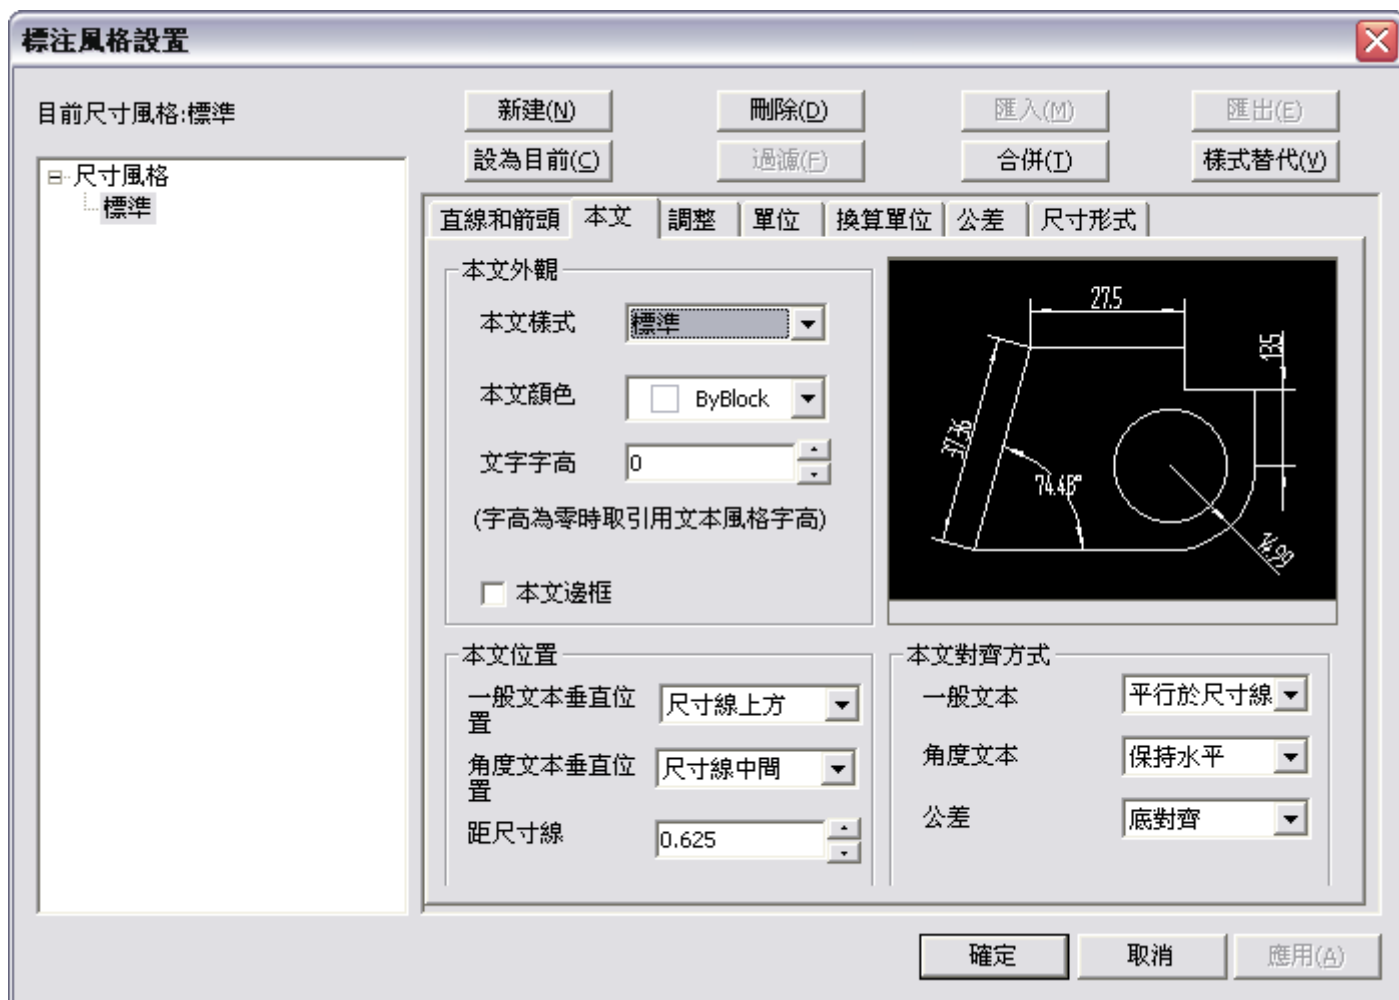 標注風格設置
目前尺寸風格:標準
新建(N)
刪除(D)
匯入(M)
匯出(E)
設為目前(C)
過濾(F)
合併(T)
樣式替代(V)
尺寸風格
標準
直線和箭頭
本文
調整
單位
換算單位
公差
尺寸形式
本文外觀
本文樣式
標準
本文顏色
ByBlock
文字字高
0
(字高為零時取引用文本風格字高)
本文邊框
27.5
13.5
37.36
74.48°
14.99
本文位置
一般文本垂直位
置
尺寸線上方
角度文本垂直位
置
尺寸線中間
距尺寸線
0.625
本文對齊方式
一般文本
平行於尺寸線
角度文本
保持水平
公差
底對齊
確定
取消
應用(A)